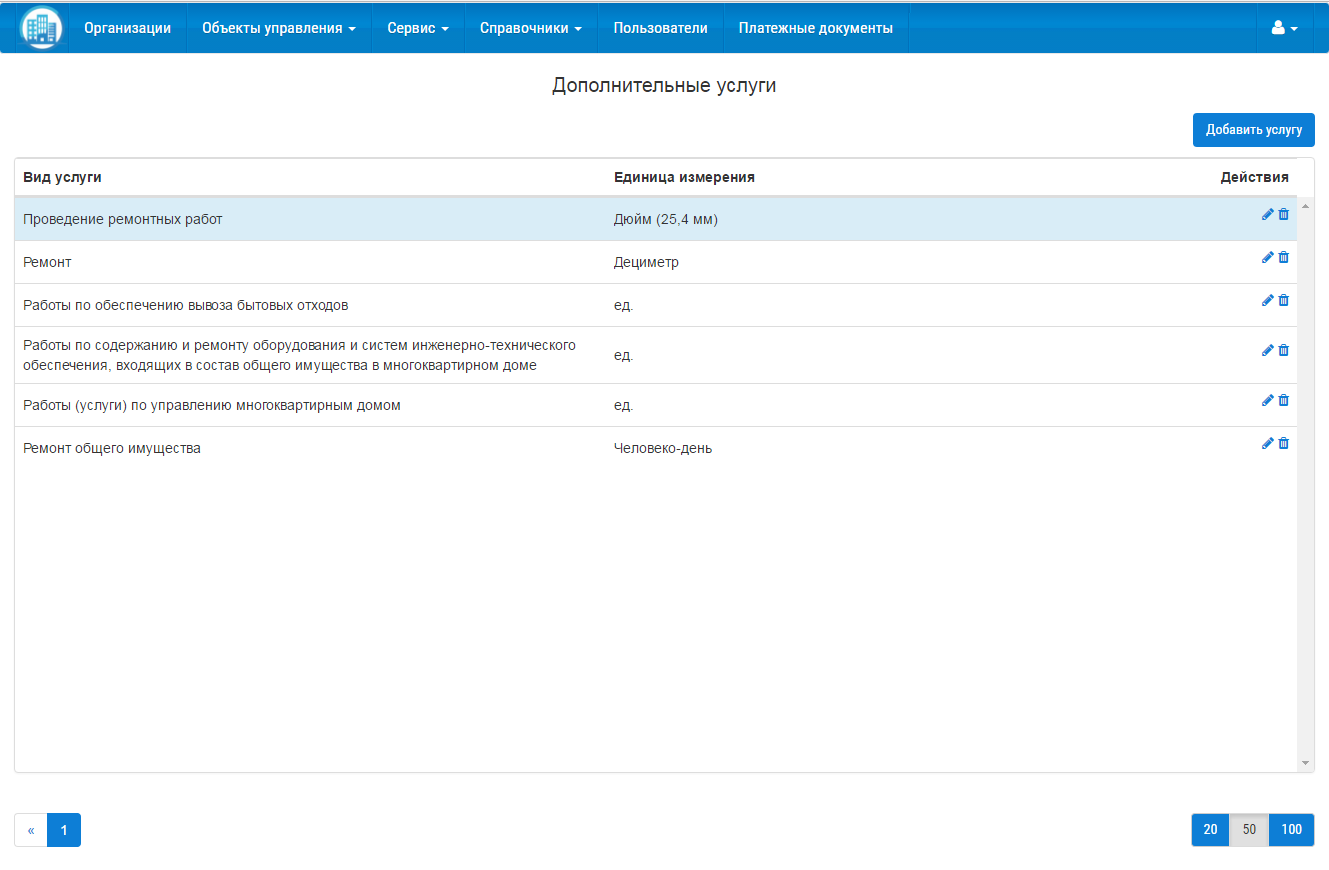 Организации Объекты управления Сервис Справочники Пользователи Платежные документы
Дополнительные услуги
Добавить услугу
Вид услуги Единица измерения Действия
Проведение ремонтных работ Дюйм (25,4 мм)
Ремонт Дециметр
Работы по обеспечению вывоза бытовых отходов ед.
Работы по содержанию и ремонту оборудования и систем инженерно-технического
обеспечения, входящих в состав общего имущества в многоквартирном доме ед.
Работы (услуги) по управлению многоквартирным домом ед.
Ремонт общего имущества Человеко-день
« 1 20 50 100